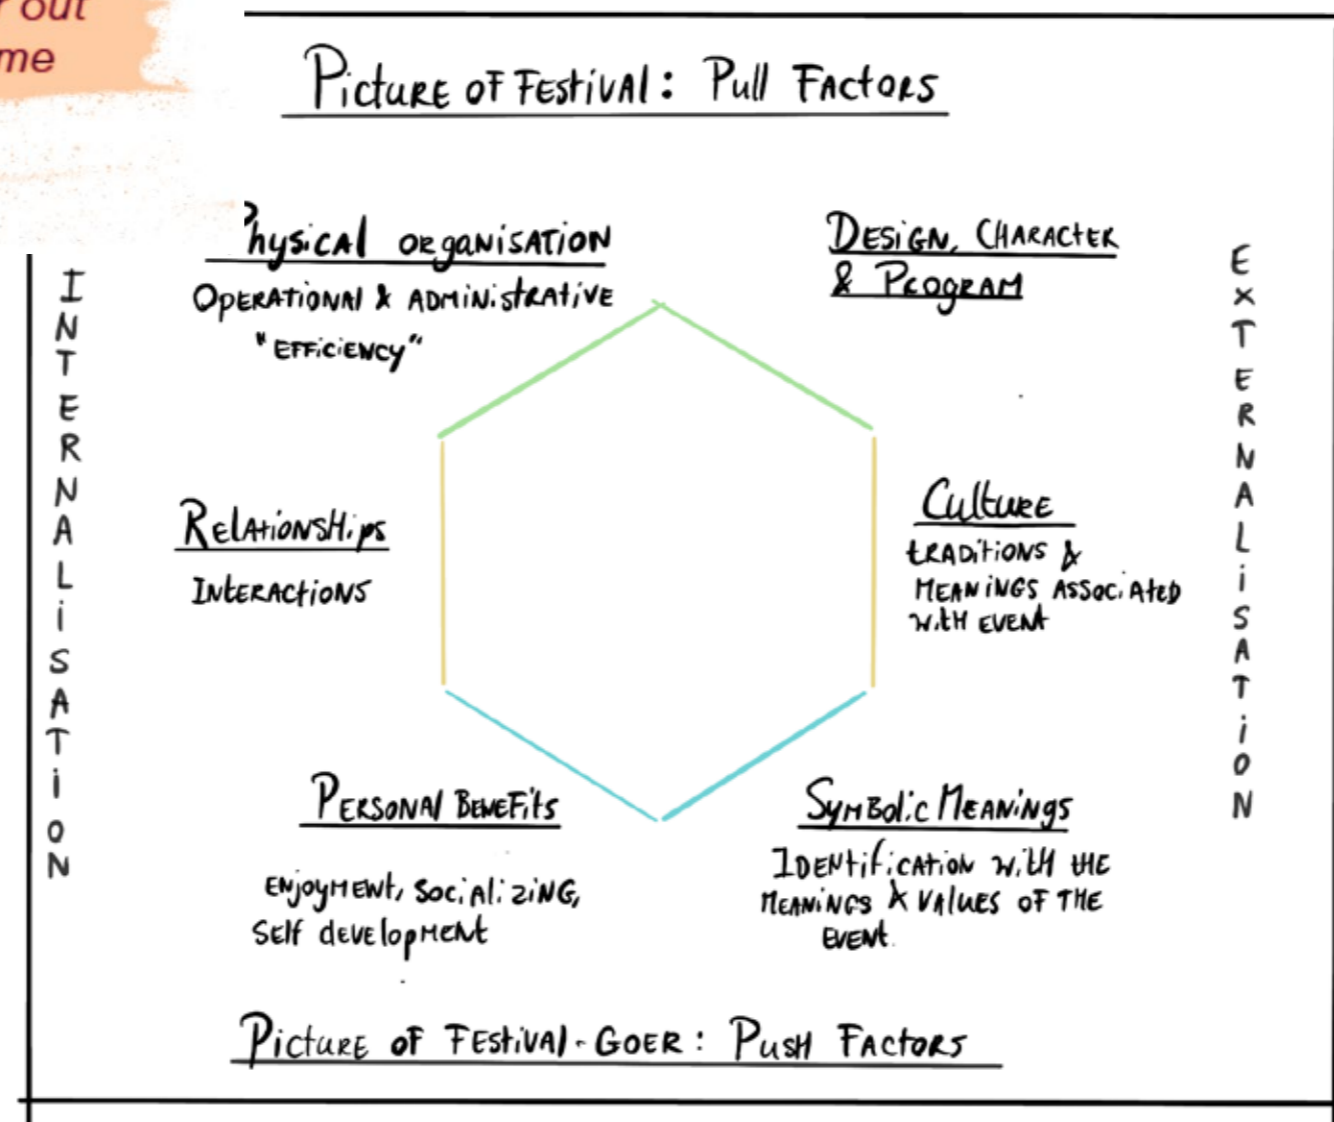 out
me
Picture of Festival: Pull Factors
Physical organisation
Operational & administrative
"Efficiency"
Design, Character
& Program
INTERNALISATION
EXTERNALISATION
Relationships
Interactions
Culture
traditions &
meanings associated
with event
Personal Benefits
Enjoyment, socializing,
self development
Symbolic Meanings
Identification with the
meanings & values of the
event.
Picture of Festival-Goer: Push Factors